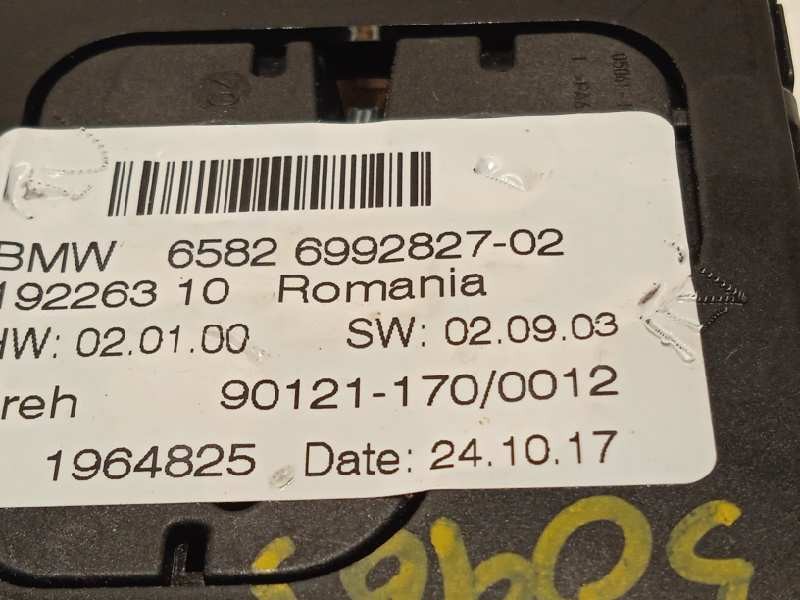 BMW 6582 6992827-02
192263 10 Romania
HW: 02.01.00 SW: 02.09.03
reh 90121-170/0012
1964825 Date: 24.10.17